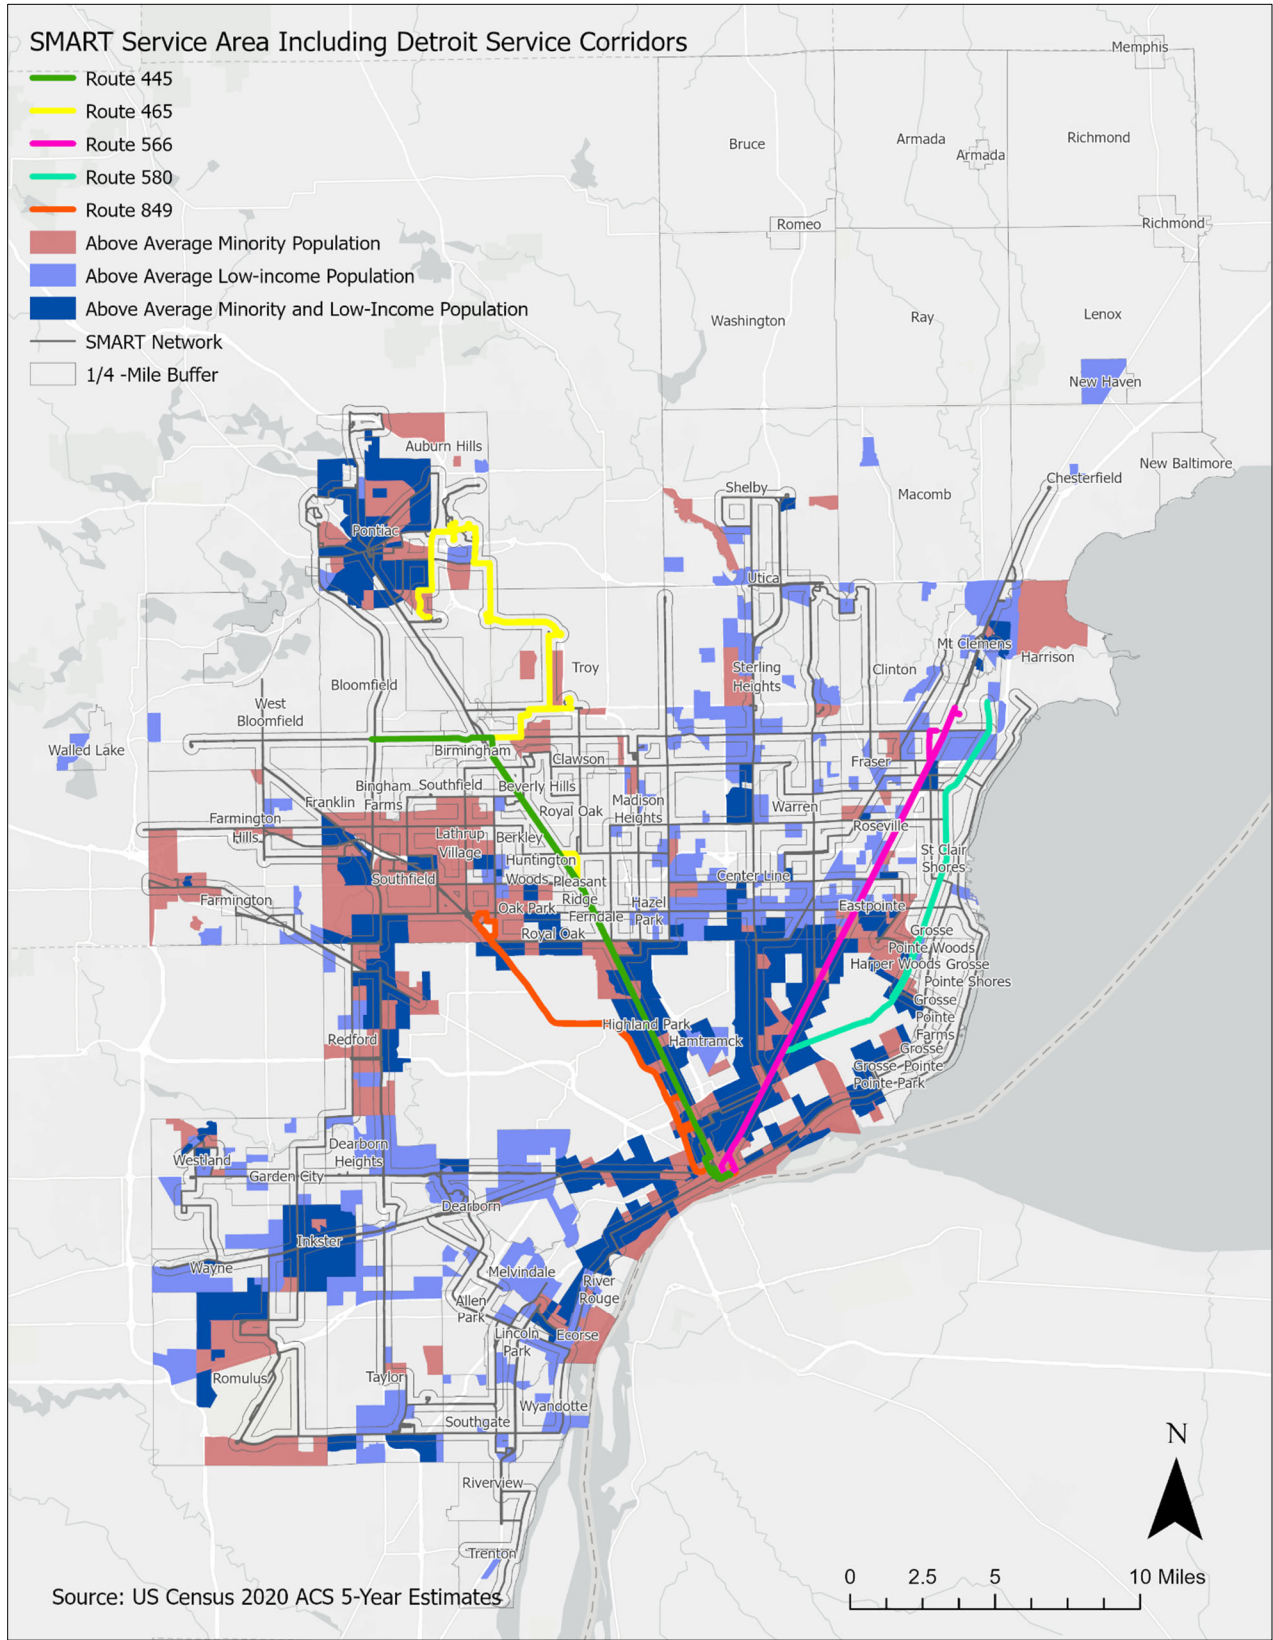 SMART Service Area Including Detroit Service Corridors
Route 445
Route 465
Route 566
Route 580
Route 849
Above Average Minority Population
Above Average Low-income Population
Above Average Minority and Low-Income Population
SMART Network
1/4 -Mile Buffer
Memphis
Bruce
Armada
Armada
Richmond
Romeo
Richmond
Washington
Ray
Lenox
New Haven
Auburn Hills
New Baltimore
Chesterfield
Shelby
Macomb
Pontiac
Utica
Mt Clemens
Harrison
Troy
Sterling
Heights
Clinton
Bloomfield
West
Bloomfield
Walled Lake
Birmingham
Clawson
Fraser
Bingham
Farms
Southfield
Beverly Hills
Franklin
Royal Oak
Madison
Heights
Warren
Farmington
Hills
Lathrup
Village
Berkley
Roseville
Huntington
Woods
Pleasant
Ridge
St Clair
Shores
Southfield
Center Line
Farmington
Oak Park
Ferndale
Hazel
Park
Eastpointe
Royal Oak
Grosse
Pointe Woods
Harper Woods
Grosse
Pointe Shores
Grosse
Pointe
Farms
Highland Park
Hamtramck
Redford
Grosse
Pointe
Grosse
Pointe Park
Westland
Dearborn
Heights
Garden City
Dearborn
Inkster
Wayne
Melvindale
River
Rouge
Allen
Park
Lincoln
Park
Ecorse
Romulus
Taylor
Wyandotte
Southgate
Riverview
Trenton
N
0 2.5 5 10 Miles
Source: US Census 2020 ACS 5-Year Estimates